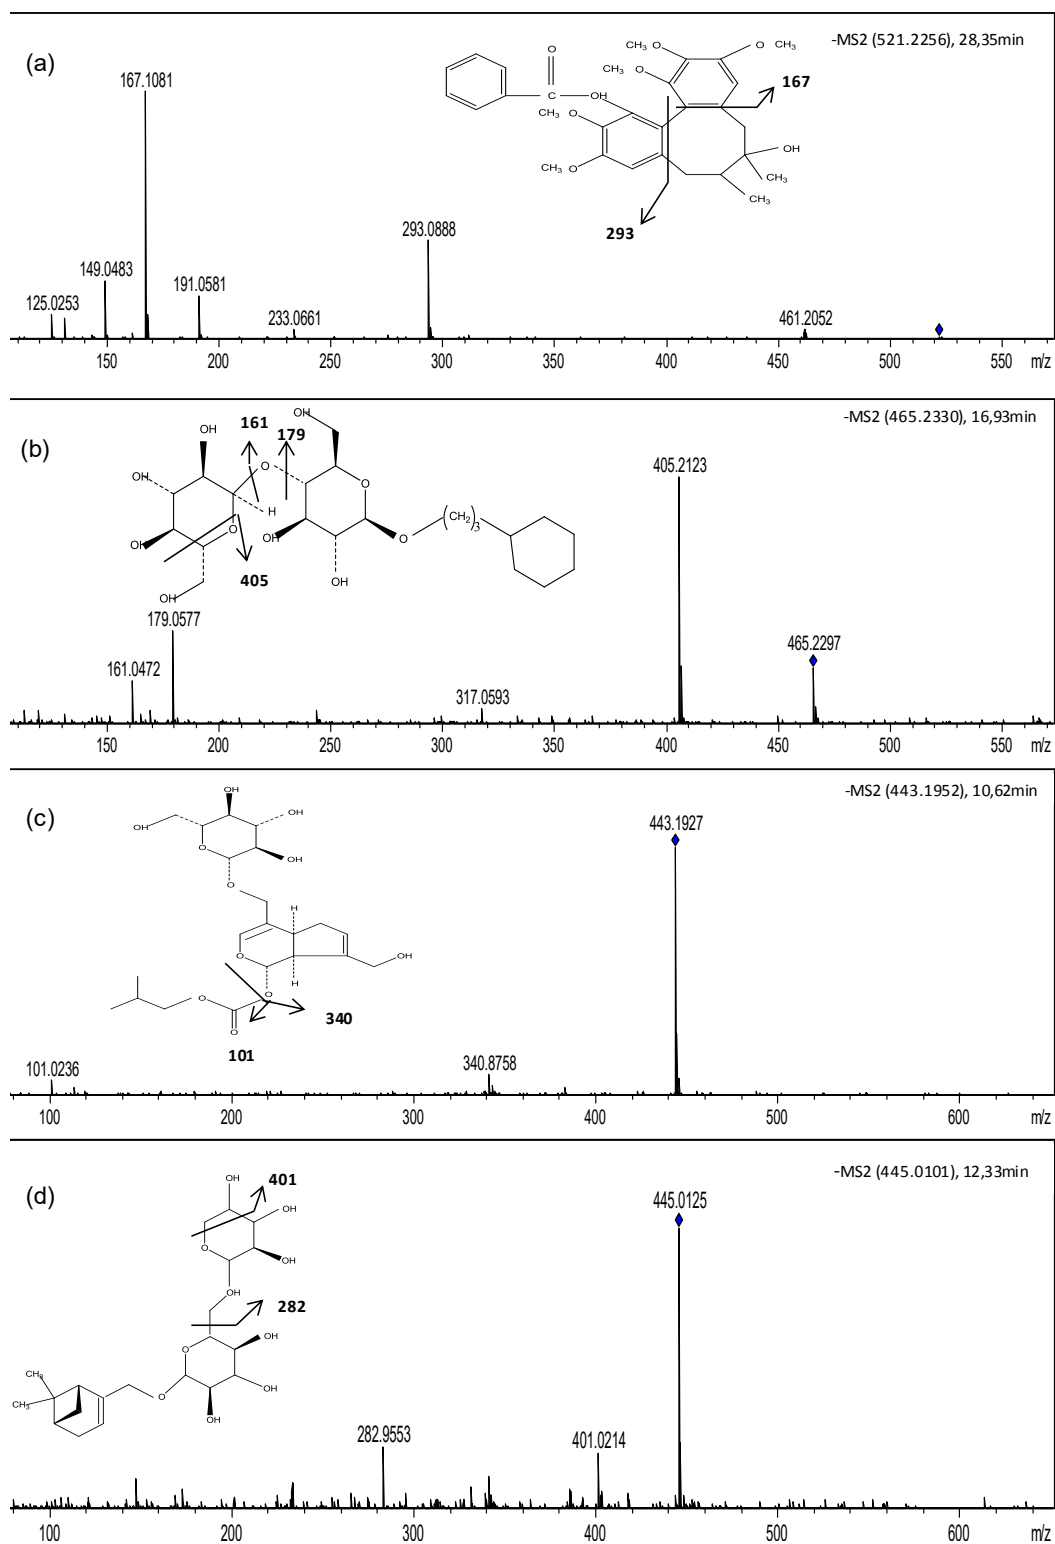 (a)
-MS2 (521.2256), 28,35min
167.1081
293.0888
149.0483
191.0581
125.0253
233.0661
461.2052
O
C
OH
CH3 O
O CH3
CH3 O
CH3 O
CH3 O
OH
CH3
CH3
167
293
150 200 250 300 350 400 450 500 550 m/z
(b)
-MS2 (465.2330), 16,93min
405.2123
465.2297
179.0577
161.0472
317.0593
OH
OH
161
179
O
OH
O
H
O
OH
OH
(CH2)3
O
OH
OH
405
150 200 250 300 350 400 450 500 550 m/z
(c)
-MS2 (443.1952), 10,62min
443.1927
340.8758
101.0236
OH
OH
OH
O
OH
O
H
O
OH
H
O
O
O
340
101
100 200 300 400 500 600 m/z
(d)
-MS2 (445.0101), 12,33min
445.0125
401.0214
282.9553
OH
401
OH
O
OH
OH
282
OH
O
CH3
OH
CH3
O
OH
100 200 300 400 500 600 m/z